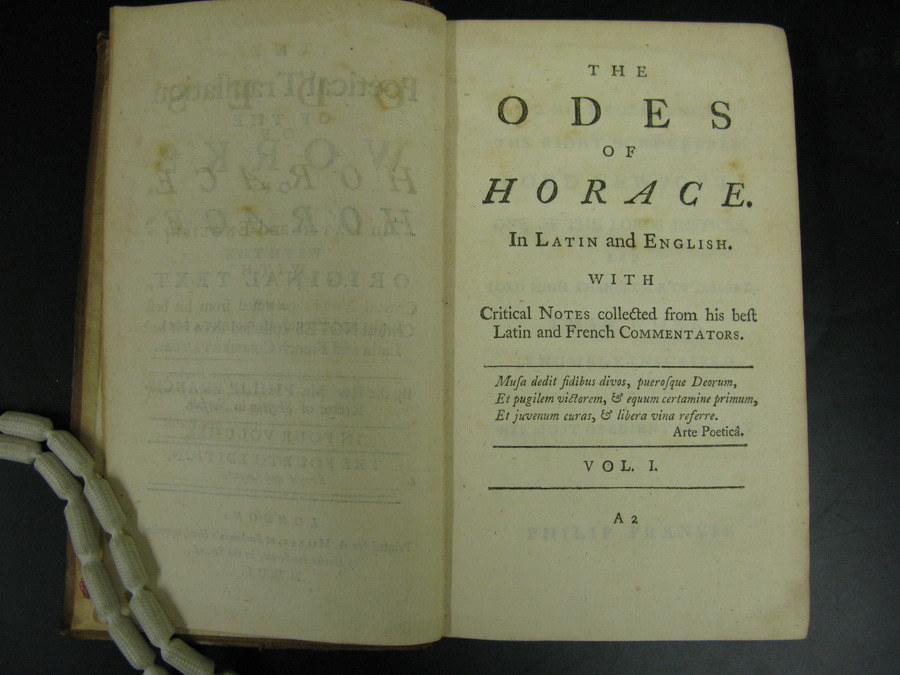 THE
ODES
OF
HORACE.
In LATIN and ENGLISH.
WITH
Critical NOTES collected from his beſt
Latin and French COMMENTATORS.
Muſa dedit fidibus divos, pueroſque Deorum,
Et pugilem victorem, & equum certamine primum,
Et juvenum curas, & libera vina referre.
Arte Poeticâ.
VOL. I.
A 2